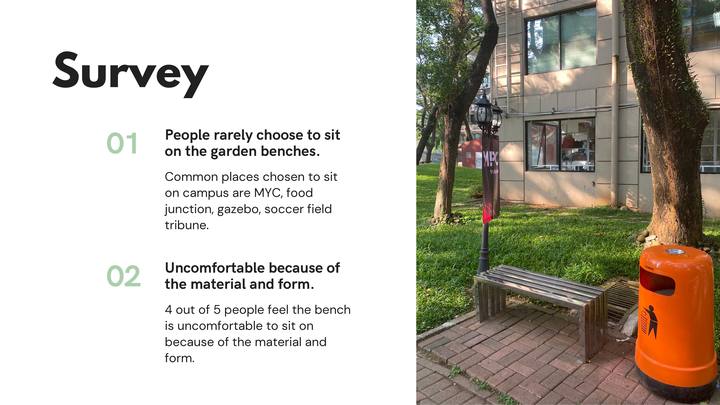 Survey
01
People rarely choose to sit
on the garden benches.
Common places chosen to sit
on campus are MYC, food
junction, gazebo, soccer field
tribune.
02
Uncomfortable because of
the material and form.
4 out of 5 people feel the bench
is uncomfortable to sit on
because of the material and
form.